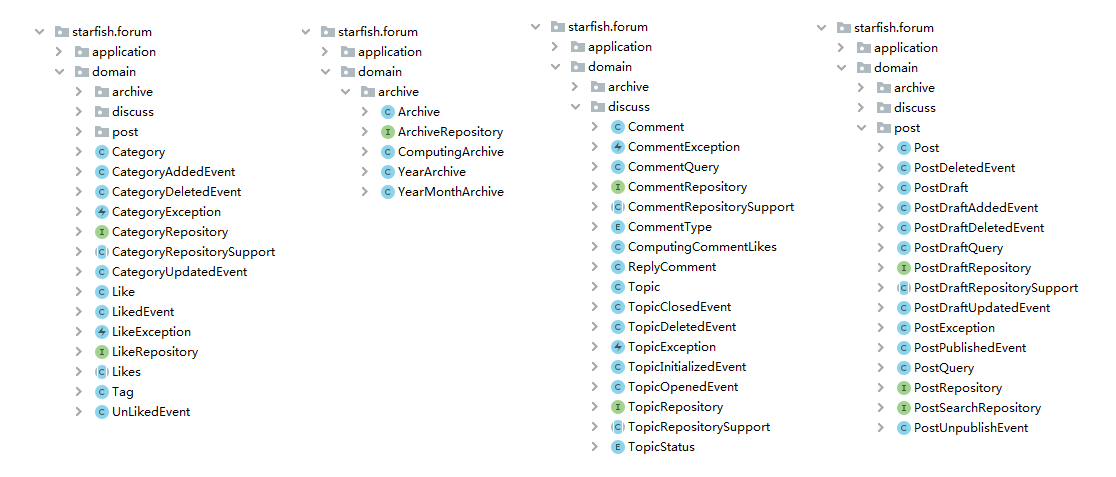 starfish.forum
application
domain
archive
discuss
post
Category
CategoryAddedEvent
CategoryDeletedEvent
CategoryException
CategoryRepository
CategoryRepositorySupport
CategoryUpdatedEvent
Like
LikedEvent
LikeException
LikeRepository
Likes
Tag
UnLikedEvent
starfish.forum
application
domain
archive
Archive
ArchiveRepository
ComputingArchive
YearArchive
YearMonthArchive
starfish.forum
application
domain
archive
discuss
Comment
CommentException
CommentQuery
CommentRepository
CommentRepositorySupport
CommentType
ComputingCommentLikes
ReplyComment
Topic
TopicClosedEvent
TopicDeletedEvent
TopicException
TopicInitializedEvent
TopicOpenedEvent
TopicRepository
TopicRepositorySupport
TopicStatus
starfish.forum
application
domain
archive
discuss
post
Post
PostDeletedEvent
PostDraft
PostDraftAddedEvent
PostDraftDeletedEvent
PostDraftQuery
PostDraftRepository
PostDraftRepositorySupport
PostDraftUpdatedEvent
PostException
PostPublishedEvent
PostQuery
PostRepository
PostSearchRepository
PostUnpublishEvent